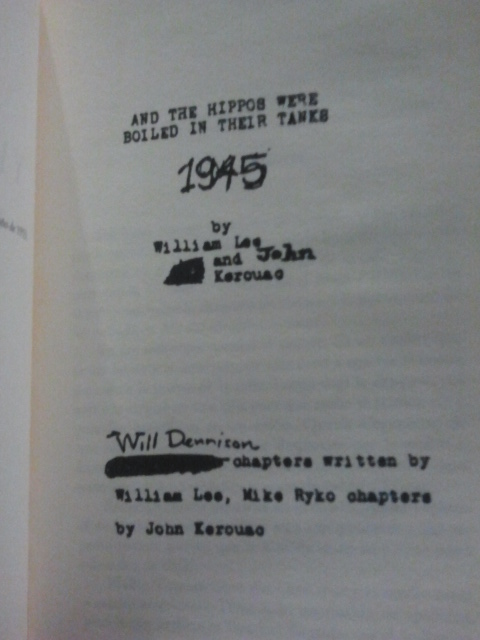 AND THE HIPPOS WERE
BOILED IN THEIR TANKS
1945
by
William Lee
and John
Kerouac
Will Dennison
chapters written by
William Lee, Mike Ryko chapters
by John Kerouac